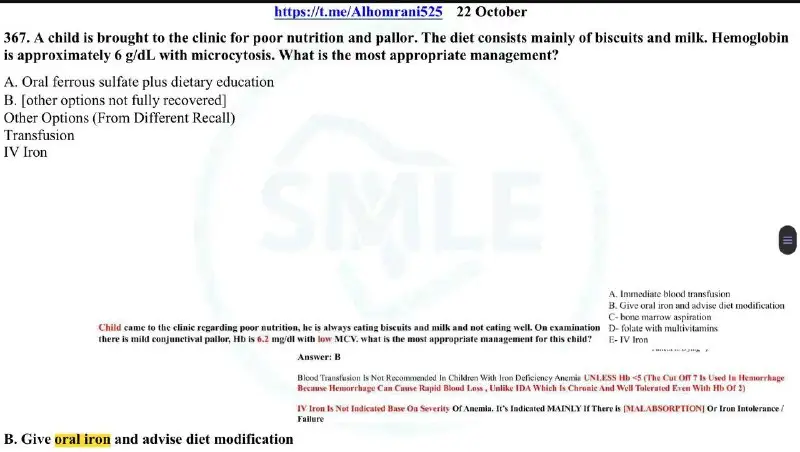 https://t.me/Alhomrani525 22 October
367. A child is brought to the clinic for poor nutrition and pallor. The diet consists mainly of biscuits and milk. Hemoglobin
is approximately 6 g/dL with microcytosis. What is the most appropriate management?
A. Oral ferrous sulfate plus dietary education
B. [other options not fully recovered]
Other Options (From Different Recall)
Transfusion
IV Iron
SMLE
A. Immediate blood transfusion
B. Give oral iron and advise diet modification
C- bone marrow aspiration
D- folate with multivitamins
E- IV Iron
Child came to the clinic regarding poor nutrition, he is always eating biscuits and milk and not eating well. On examination
there is mild conjunctival pallor, Hb is 6.2 mg/dl with low MCV. what is the most appropriate management for this child?
Answer: B
Blood Transfusion Is Not Recommended In Children With Iron Deficiency Anemia UNLESS Hb <5 (The Cut Off 7 Is Used In Hemorrhage
Because Hemorrhage Can Cause Rapid Blood Loss , Unlike IDA Which Is Chronic And Well Tolerated Even With Hb Of 2)
IV Iron Is Not Indicated Base On Severity Of Anemia. It's Indicated MAINLY If There is [MALABSORPTION] Or Iron Intolerance /
Failure
B. Give oral iron and advise diet modification